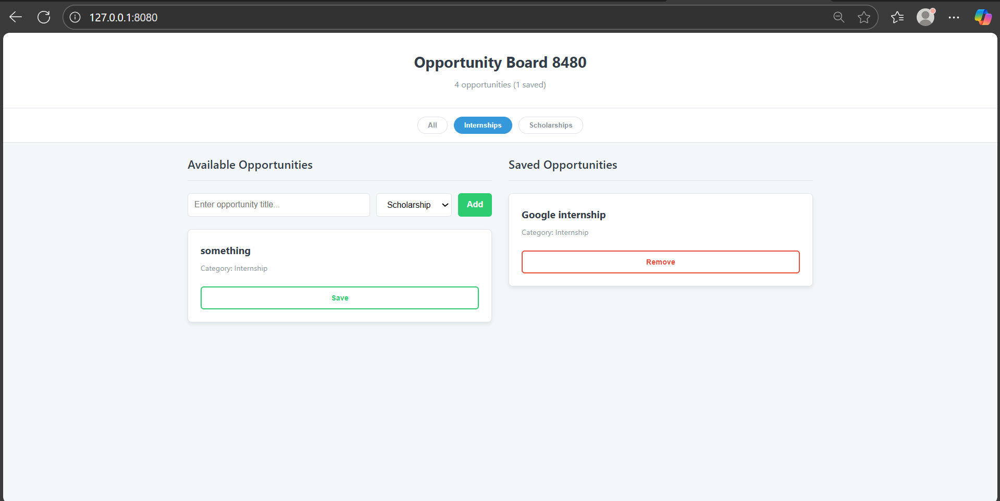 127.0.0.1:8080
Opportunity Board 8480
4 opportunities (1 saved)
All
Internships
Scholarships
Available Opportunities
Enter opportunity title...
Scholarship
Add
something
Category: Internship
Save
Saved Opportunities
Google internship
Category: Internship
Remove